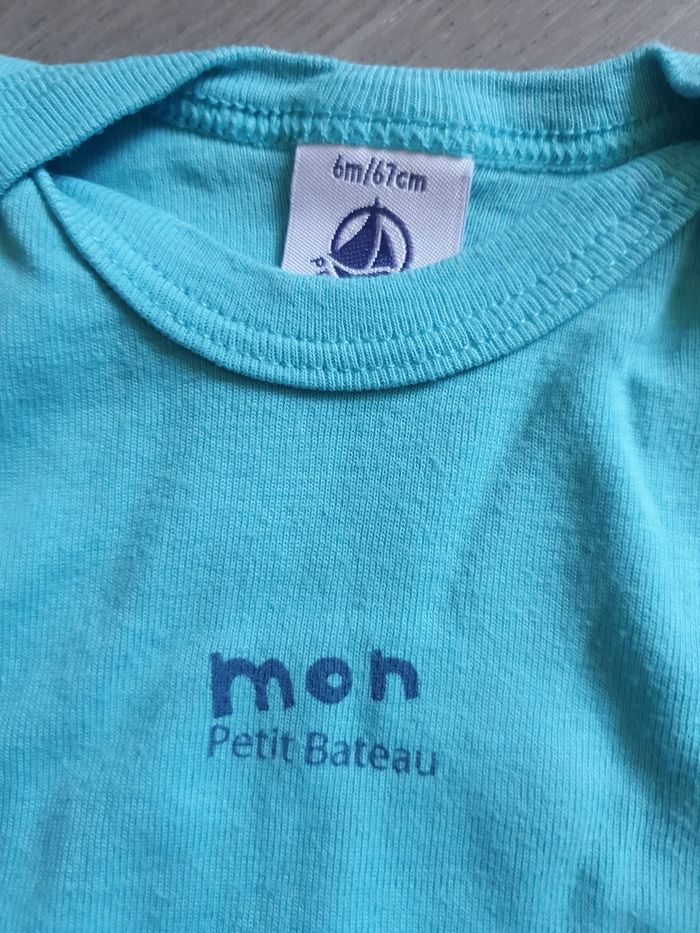 6m/67cm
mon
Petit Bateau